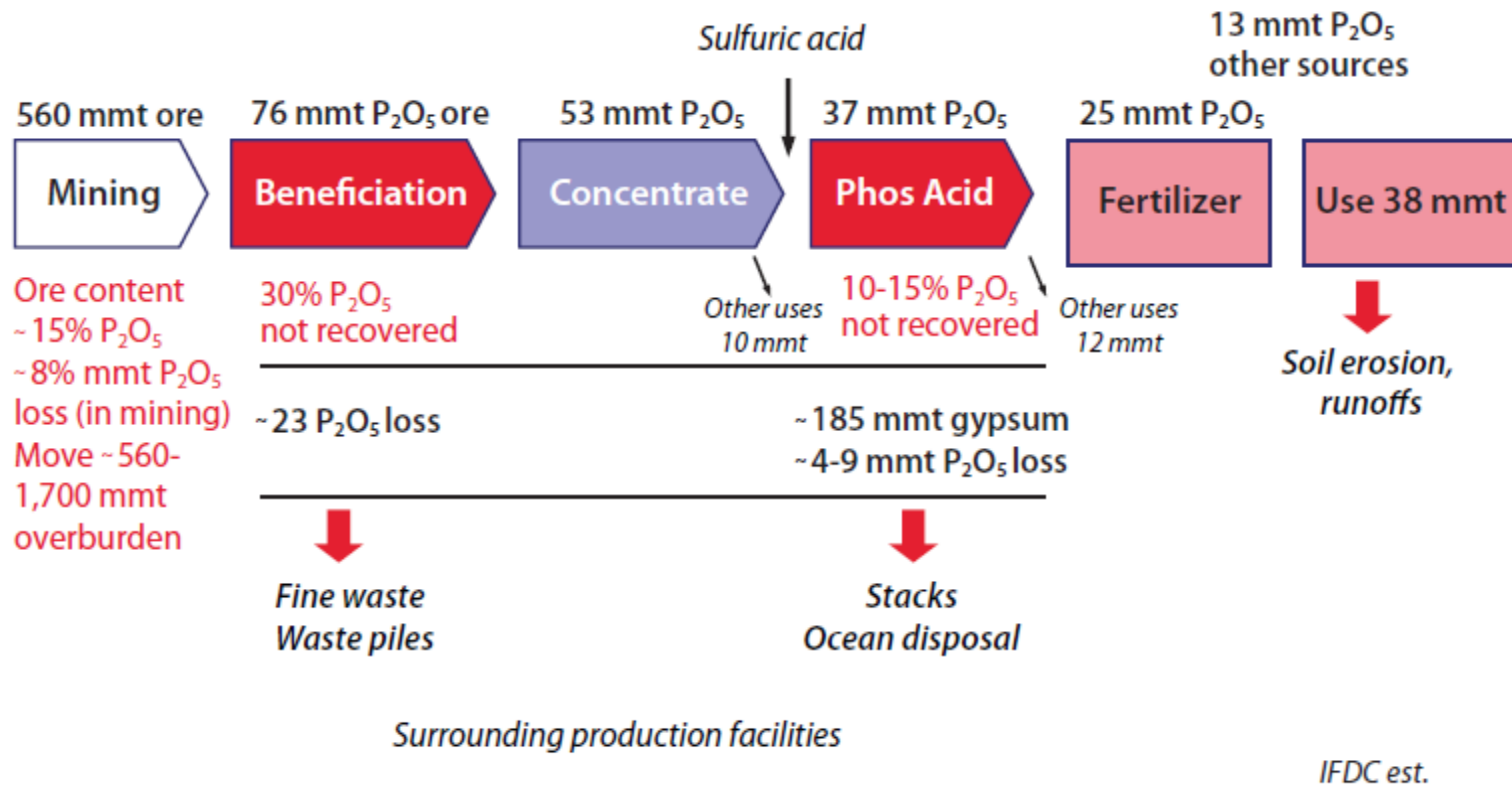 Sulfuric acid
13 mmt P₂O₅
other sources
560 mmt ore
76 mmt P₂O₅ ore
53 mmt P₂O₅
37 mmt P₂O₅
25 mmt P₂O₅
Mining
Beneficiation
Concentrate
Phos Acid
Fertilizer
Use 38 mmt
Ore content
~15% P₂O₅
~8% mmt P₂O₅
loss (in mining)
Move ~560-
1,700 mmt
overburden
30% P₂O₅
not recovered
Other uses
10 mmt
10-15% P₂O₅
not recovered
Other uses
12 mmt
Soil erosion,
runoffs
~23 P₂O₅ loss
~185 mmt gypsum
~4-9 mmt P₂O₅ loss
Fine waste
Waste piles
Stacks
Ocean disposal
Surrounding production facilities
IFDC est.